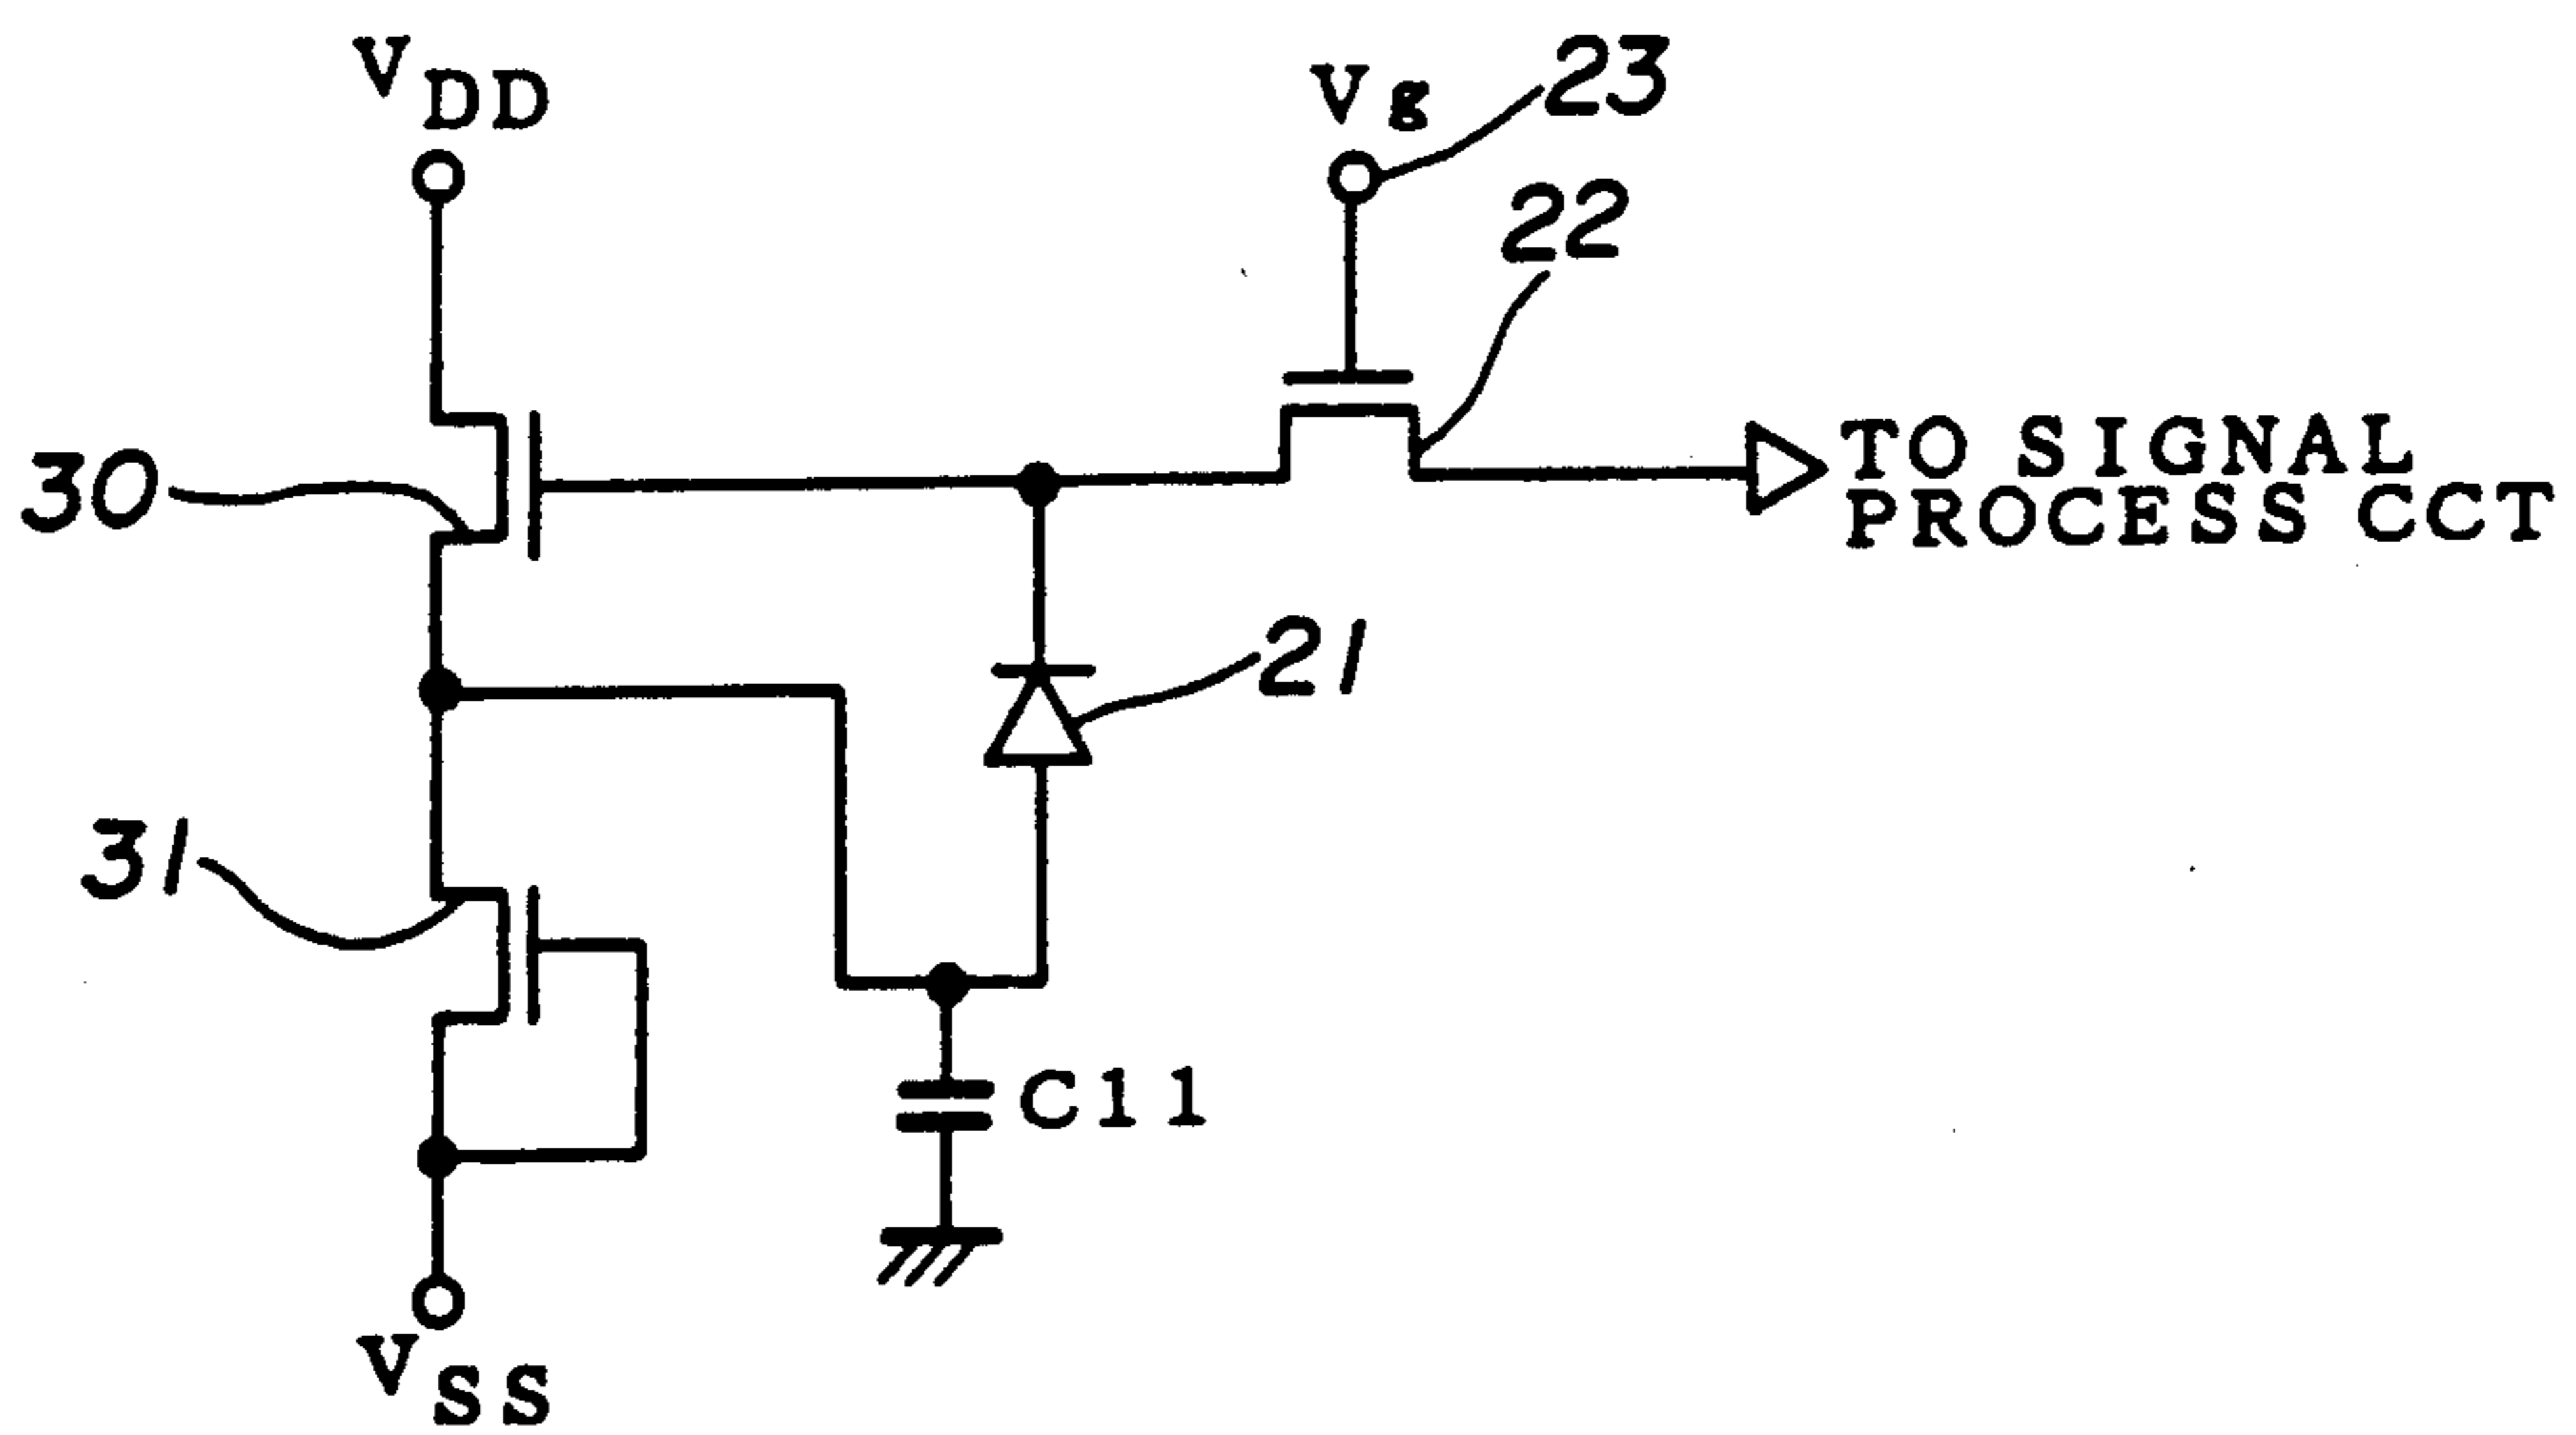 VDD
Vg
23
22
30
TO SIGNAL
PROCESS CCT
21
31
C11
VSS